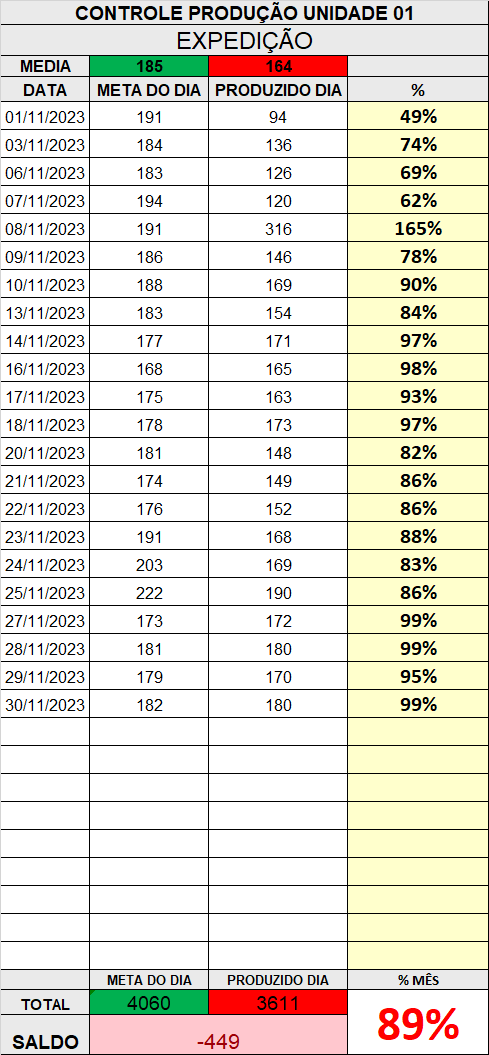 CONTROLE PRODUÇÃO UNIDADE 01
EXPEDIÇÃO
MEDIA 185 164
DATA META DO DIA PRODUZIDO DIA %
01/11/2023 191 94 49%
03/11/2023 184 136 74%
06/11/2023 183 126 69%
07/11/2023 194 120 62%
08/11/2023 191 316 165%
09/11/2023 186 146 78%
10/11/2023 188 169 90%
13/11/2023 183 154 84%
14/11/2023 177 171 97%
16/11/2023 168 165 98%
17/11/2023 175 163 93%
18/11/2023 178 173 97%
20/11/2023 181 148 82%
21/11/2023 174 149 86%
22/11/2023 176 152 86%
23/11/2023 191 168 88%
24/11/2023 203 169 83%
25/11/2023 222 190 86%
27/11/2023 173 172 99%
28/11/2023 181 180 99%
29/11/2023 179 170 95%
30/11/2023 182 180 99%
META DO DIA PRODUZIDO DIA % MÊS
TOTAL 4060 3611 89%
SALDO -449